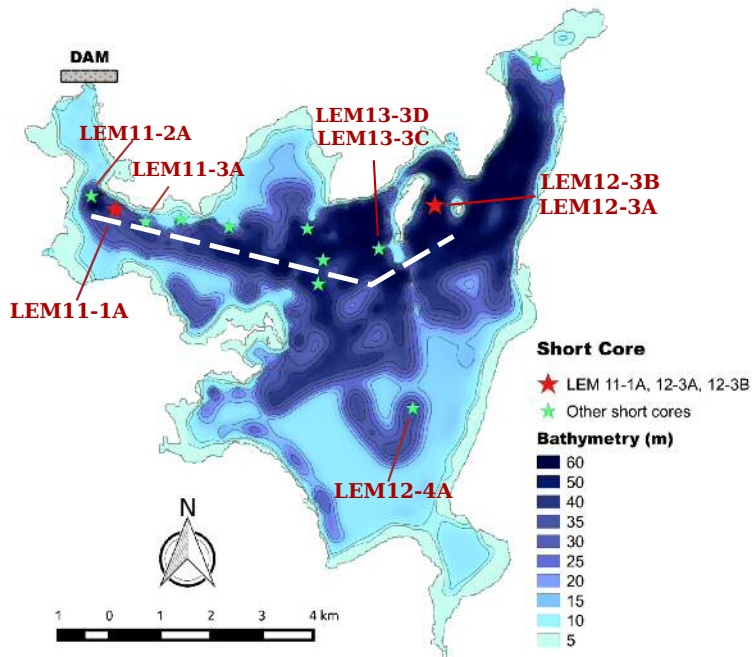 DAM
LEM11-2A
LEM11-3A
LEM13-3D
LEM13-3C
LEM12-3B
LEM12-3A
LEM11-1A
LEM12-4A
Short Core
LEM 11-1A, 12-3A, 12-3B
Other short cores
Bathymetry (m)
60
50
40
35
30
25
20
15
10
5
N
1 0 1 2 3 4 km